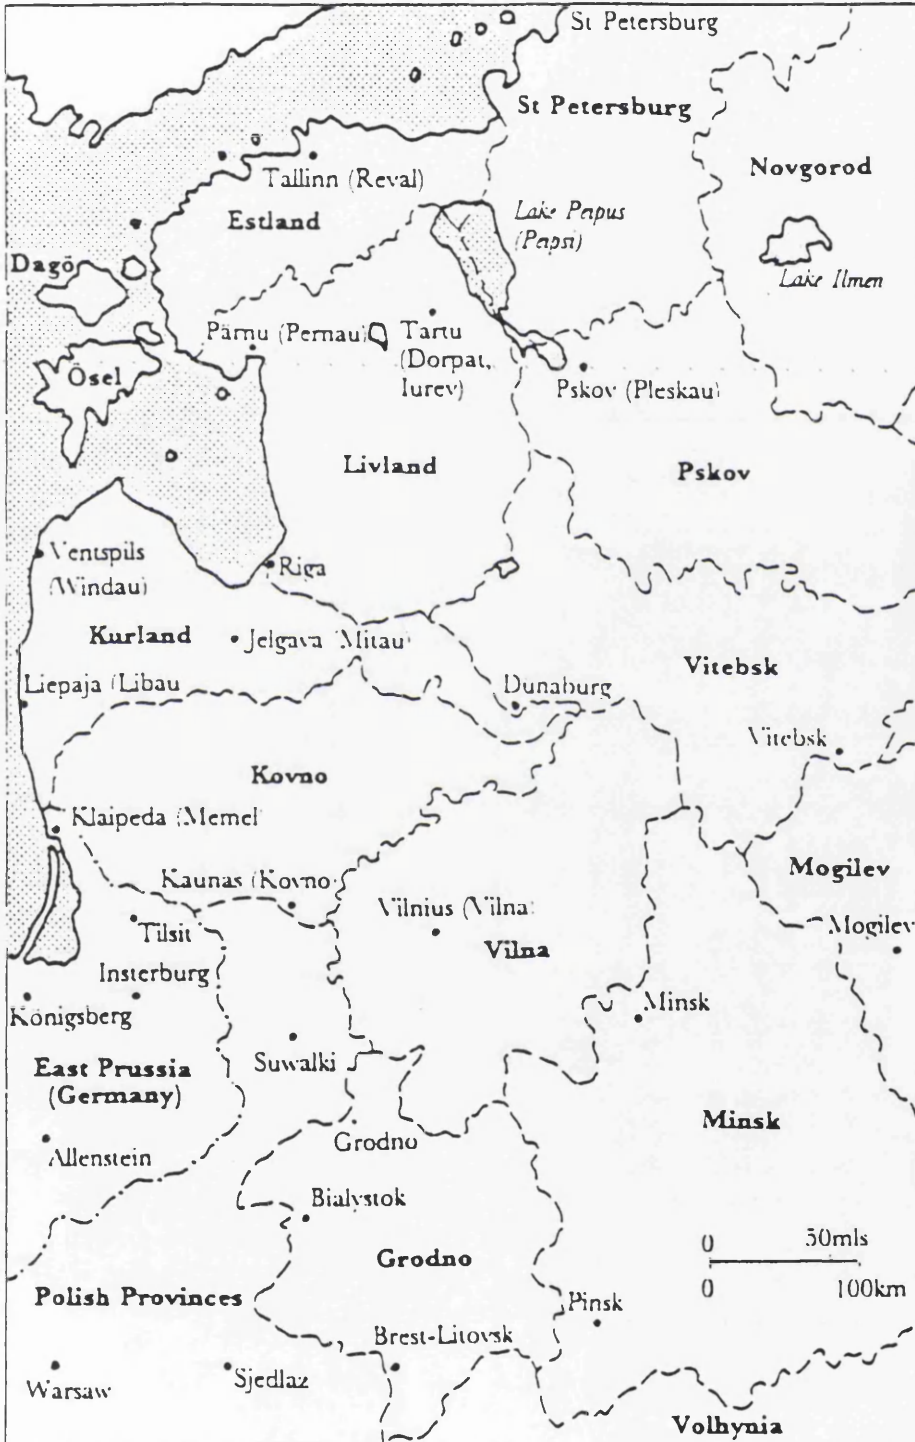 St Petersburg
St Petersburg
Novgorod
Tallinn (Reval)
Estland
Lake Peipus
(Peipsi)
Dagö
Lake Ilmen
Pärnu (Pernau)
Tartu
(Dorpat,
Iurev)
Ösel
Pskov (Pleskau)
Livland
Pskov
Ventspils
(Windau)
Riga
Kurland
Jelgava (Mitau)
Vitebsk
Liepaja (Libau
Dunaburg
Vitebsk
Kovno
Klaipeda (Memel
Mogilev
Kaunas (Kovno
Vilnius (Vilna)
Mogilev
Tilsit
Vilna
Insterburg
Minsk
Königsberg
Suwalki
East Prussia
(Germany)
Minsk
Grodno
Allenstein
Bialystok
0 50mls
Grodno
0 100km
Polish Provinces
Pinsk
Brest-Litovsk
Warsaw
Sjedlaz
Volhynia